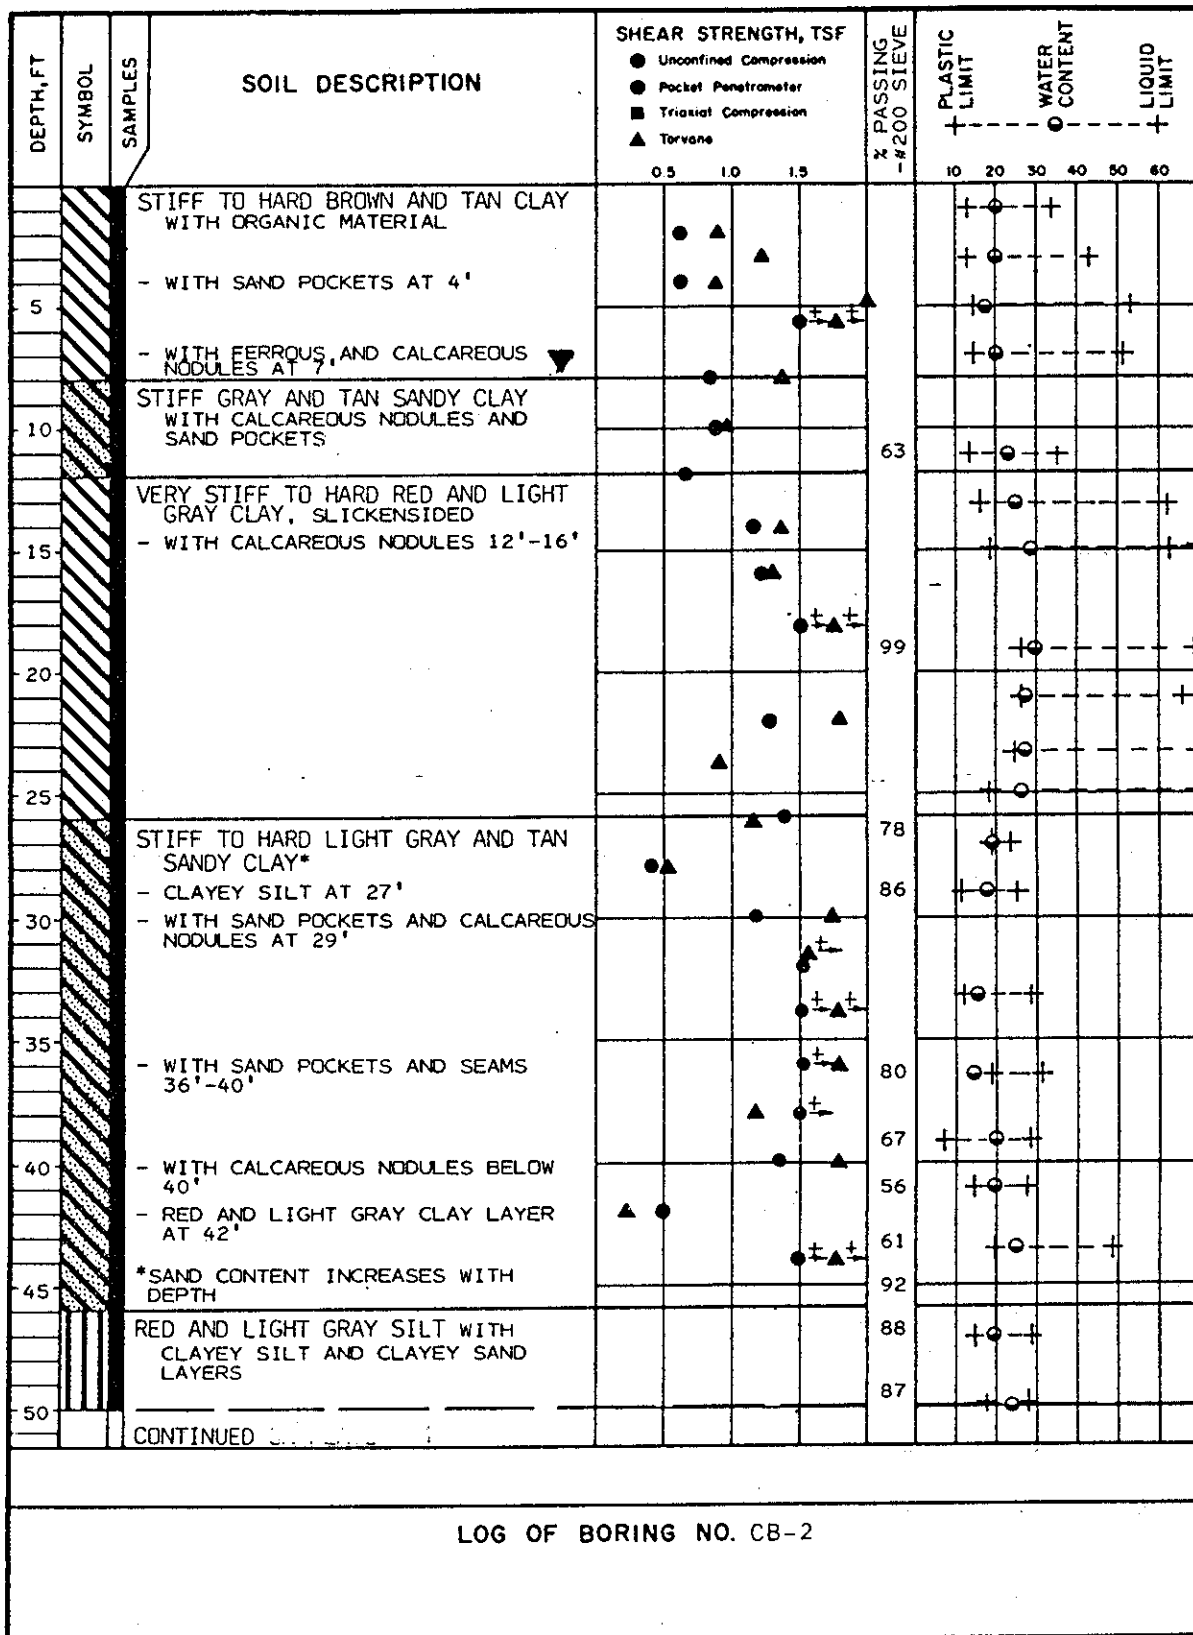 DEPTH, FT
SYMBOL
SAMPLES
SOIL DESCRIPTION
SHEAR STRENGTH, TSF
Unconfined Compression
Pocket Penetrometer
Triaxial Compression
Torvane
0.5 1.0 1.5
% PASSING
-#200 SIEVE
PLASTIC
LIMIT
WATER
CONTENT
LIQUID
LIMIT
10 20 30 40 50 60
STIFF TO HARD BROWN AND TAN CLAY
WITH ORGANIC MATERIAL
- WITH SAND POCKETS AT 4'
5
- WITH FERROUS AND CALCAREOUS
NODULES AT 7'
STIFF GRAY AND TAN SANDY CLAY
WITH CALCAREOUS NODULES AND
10
SAND POCKETS
63
VERY STIFF TO HARD RED AND LIGHT
GRAY CLAY, SLICKENSIDED
- WITH CALCAREOUS NODULES 12'-16'
15
99
20
25
78
STIFF TO HARD LIGHT GRAY AND TAN
SANDY CLAY*
- CLAYEY SILT AT 27'
86
30
- WITH SAND POCKETS AND CALCAREOUS
NODULES AT 29'
35
- WITH SAND POCKETS AND SEAMS
36'-40'
80
67
40
- WITH CALCAREOUS NODULES BELOW
40'
56
- RED AND LIGHT GRAY CLAY LAYER
AT 42'
61
*SAND CONTENT INCREASES WITH
DEPTH
92
45
RED AND LIGHT GRAY SILT WITH
CLAYEY SILT AND CLAYEY SAND
LAYERS
88
87
50
CONTINUED
LOG OF BORING NO. CB-2